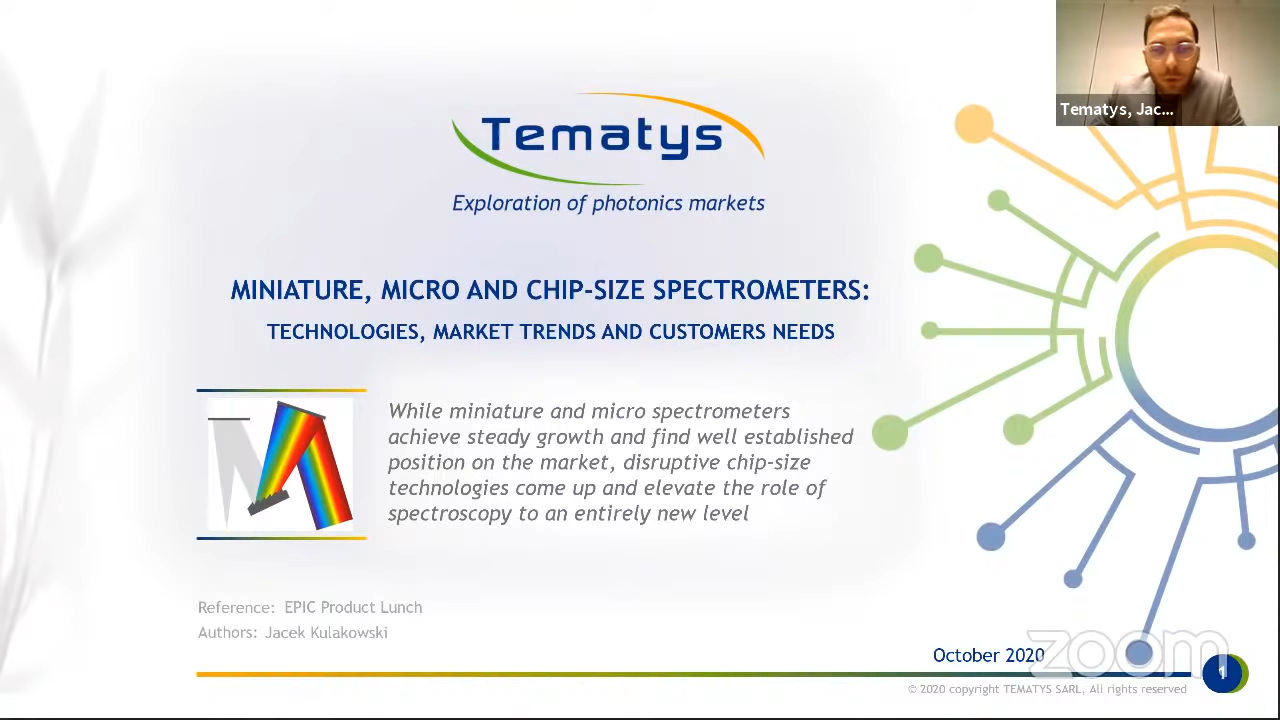 Tematys, Jac...
Tematys
Exploration of photonics markets
MINIATURE, MICRO AND CHIP-SIZE SPECTROMETERS:
TECHNOLOGIES, MARKET TRENDS AND CUSTOMERS NEEDS
While miniature and micro spectrometers
achieve steady growth and find well established
position on the market, disruptive chip-size
technologies come up and elevate the role of
spectroscopy to an entirely new level
Reference: EPIC Product Lunch
Authors: Jacek Kulakowski
October 2020
zoom
1
© 2020 copyright TEMATYS SARL, All rights reserved